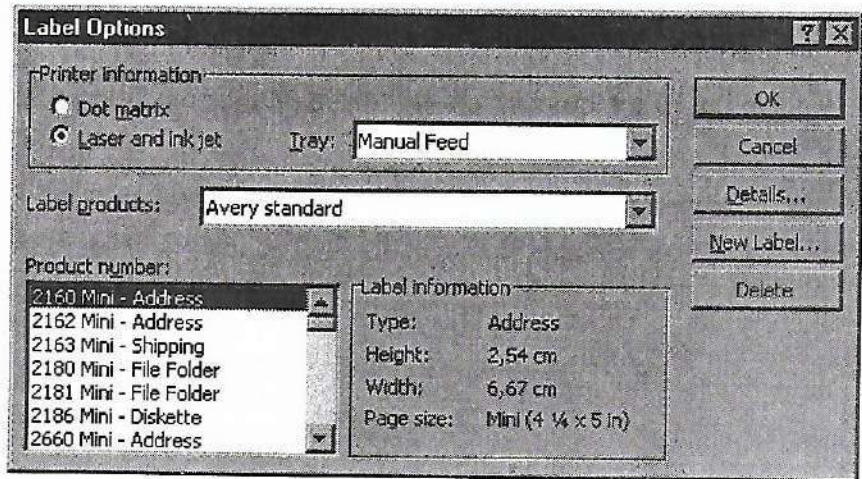 Label Options
Printer information
Dot matrix
Laser and ink jet
Tray:
Manual Feed
Label products:
Avery standard
Product number:
2160 Mini - Address
2162 Mini - Address
2163 Mini - Shipping
2180 Mini - File Folder
2181 Mini - File Folder
2186 Mini - Diskette
2660 Mini - Address
Label information
Type: Address
Height: 2,54 cm
Width: 6,67 cm
Page size: Mini (4 ¼ x 5 in)
OK
Cancel
Details...
New Label...
Delete